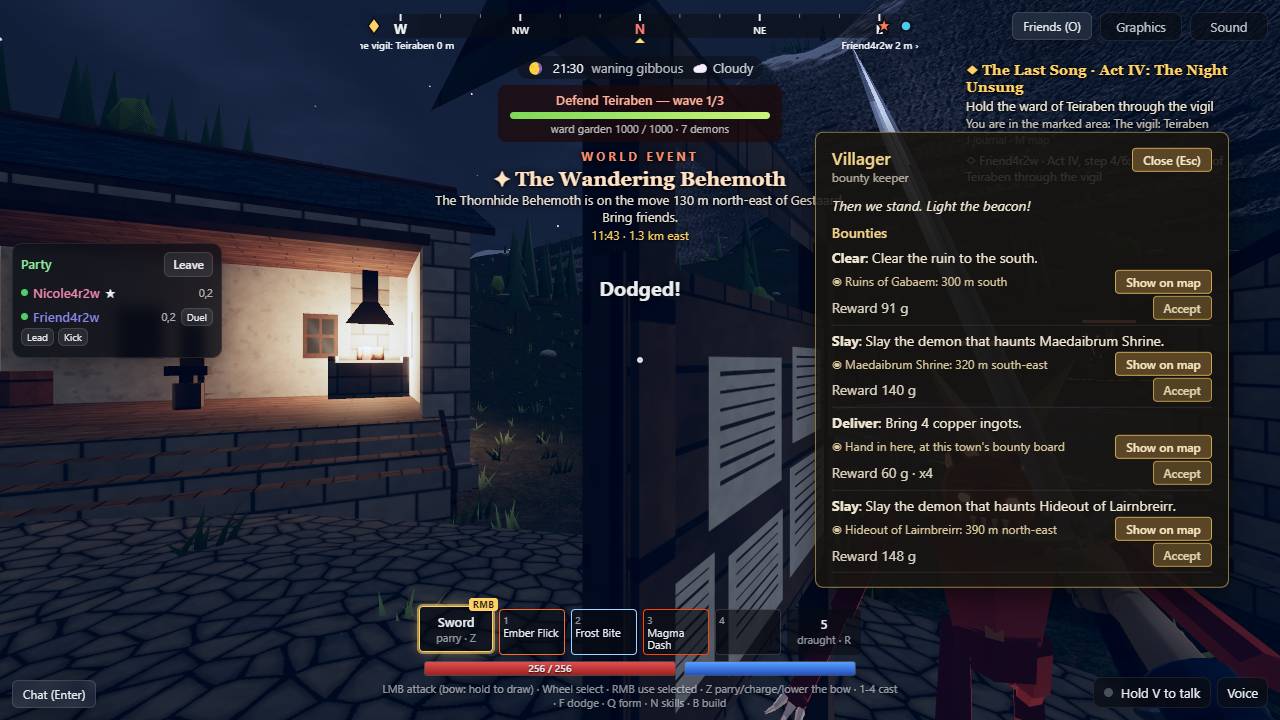 W
NW
N
NE
e vigil: Teiraben 0 m
Friend4r2w 2 m ›
Friends (O)
Graphics
Sound
21:30 waning gibbous Cloudy
Defend Teiraben — wave 1/3
ward garden 1000 / 1000 · 7 demons
WORLD EVENT
✦ The Wandering Behemoth
The Thornhide Behemoth is on the move 130 m north-east of
Bring friends.
11:43 · 1.3 km east
Dodged!
◆ The Last Song · Act IV: The Night
Unsung
Hold the ward of Teiraben through the vigil
You are in the marked area: The vigil: Teiraben
J journal · M map
◇ Friend4r2w · Act IV, step 4/6: of
Teiraben through the vigil
Party
Leave
Nicole4r2w ★ 0,2
Friend4r2w 0,2 Duel
Lead Kick
Villager
Close (Esc)
bounty keeper
Then we stand. Light the beacon!
Bounties
Clear: Clear the ruin to the south.
◉ Ruins of Gabaem: 300 m south
Show on map
Reward 91 g
Accept
Slay: Slay the demon that haunts Maedaibrum Shrine.
◉ Maedaibrum Shrine: 320 m south-east
Show on map
Reward 140 g
Accept
Deliver: Bring 4 copper ingots.
◉ Hand in here, at this town's bounty board
Show on map
Reward 60 g · x4
Accept
Slay: Slay the demon that haunts Hideout of Lairnbreirr.
◉ Hideout of Lairnbreirr: 390 m north-east
Show on map
Reward 148 g
Accept
RMB
Sword
parry · Z
1
Ember Flick
2
Frost Bite
3
Magma
Dash
4
5
draught · R
256 / 256
LMB attack (bow: hold to draw) · Wheel select · RMB use selected · Z parry/charge/lower the bow · 1-4 cast
· F dodge · Q form · N skills · B build
Chat (Enter)
Hold V to talk
Voice